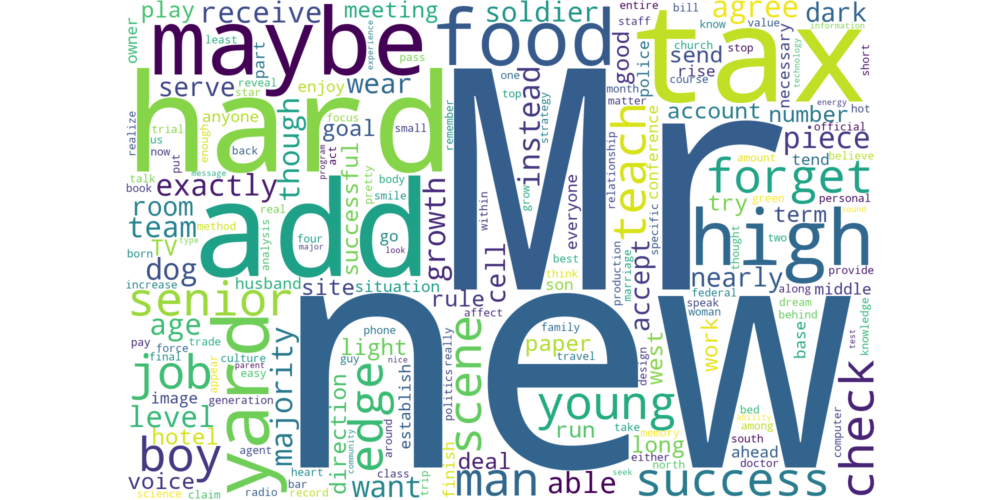 play
receive
meeting
soldier
agree
dark
maybe
food
tax
owner
least
part
entire
staff
bill
know
value
church
stop
information
technology
short
experience
pass
send
rise
course
necessary
police
good
serve
wear
reveal
star
enjoy
hard
Mr
one
top
month
matter
account
number
energy
hot
official
realize
trial
us
now
put
anyone
enough
back
focus
goal
small
act
program
though
remember
instead
strategy
conference
teach
piece
tend
believe
amount
talk
book
message
exactly
successful
pretty
body
smile
growth
within
grow
everyone
relationship
forget
try
green
personal
term
two
sound
room
team
TV
type
born
method
real
analysis
four
major
add
go
look
cell
best
think
son
accept
production
marriage
specific
high
thought
nearly
middle
dog
increase
husband
site
situation
rule
affect
federal
along
provide
senior
new
speak
woman
dream
behind
age
yard
pay
force
trade
final
culture
phone
guy
light
family
travel
paper
scene
west
work
base
knowledge
test
job
appear
parent
easy
nice
edge
establish
politics
really
design
image
generation
majority
direction
young
level
hotel
agent
community
around
run
take
memory
long
bed
ability
among
check
computer
boy
heart
class
trip
finish
deal
either
south
ahead
north
doctor
voice
science
claim
radio
bar
record
want
man
able
seek
success